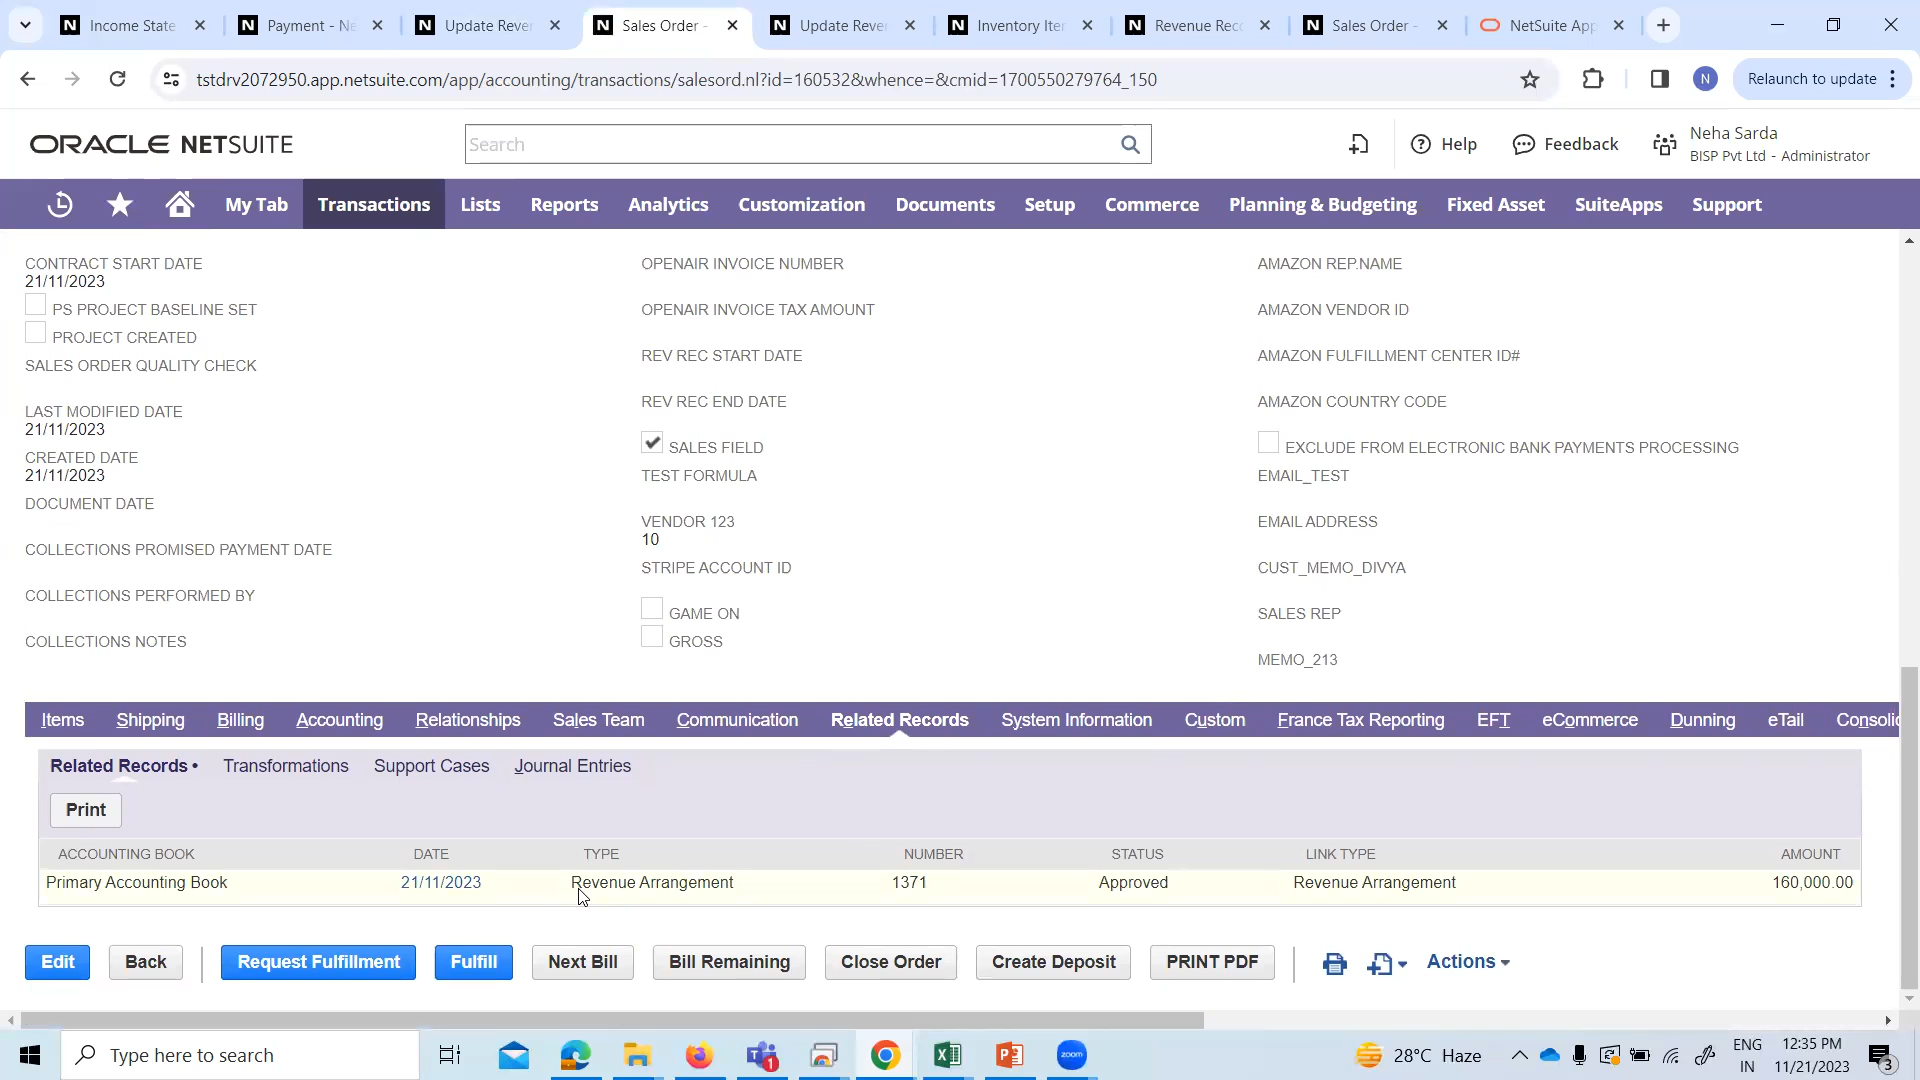 Income State
Payment - Ne
Update Rever
Sales Order -
Update Rever
Inventory Iter
Revenue Reco
Sales Order -
NetSuite App
tstdrv2072950.app.netsuite.com/app/accounting/transactions/salesord.nl?id=160532&whence=&cmid=1700550279764_150
N
Relaunch to update
ORACLE NETSUITE
Search
Help
Feedback
Neha Sarda
BISP Pvt Ltd - Administrator
My Tab
Transactions
Lists
Reports
Analytics
Customization
Documents
Setup
Commerce
Planning & Budgeting
Fixed Asset
SuiteApps
Support
CONTRACT START DATE
21/11/2023
PS PROJECT BASELINE SET
PROJECT CREATED
SALES ORDER QUALITY CHECK
LAST MODIFIED DATE
21/11/2023
CREATED DATE
21/11/2023
DOCUMENT DATE
COLLECTIONS PROMISED PAYMENT DATE
COLLECTIONS PERFORMED BY
COLLECTIONS NOTES
OPENAIR INVOICE NUMBER
OPENAIR INVOICE TAX AMOUNT
REV REC START DATE
REV REC END DATE
SALES FIELD
TEST FORMULA
VENDOR 123
10
STRIPE ACCOUNT ID
GAME ON
GROSS
AMAZON REP.NAME
AMAZON VENDOR ID
AMAZON FULFILLMENT CENTER ID#
AMAZON COUNTRY CODE
EXCLUDE FROM ELECTRONIC BANK PAYMENTS PROCESSING
EMAIL_TEST
EMAIL ADDRESS
CUST_MEMO_DIVYA
SALES REP
MEMO_213
Items
Shipping
Billing
Accounting
Relationships
Sales Team
Communication
Related Records
System Information
Custom
France Tax Reporting
EFT
eCommerce
Dunning
eTail
Consolic
Related Records •
Transformations
Support Cases
Journal Entries
Print
ACCOUNTING BOOK DATE TYPE NUMBER STATUS LINK TYPE AMOUNT
Primary Accounting Book 21/11/2023 Revenue Arrangement 1371 Approved Revenue Arrangement 160,000.00
Edit
Back
Request Fulfillment
Fulfill
Next Bill
Bill Remaining
Close Order
Create Deposit
PRINT PDF
Actions
Type here to search
1
zoom
28°C Haze
ENG
IN
12:35 PM
11/21/2023
3